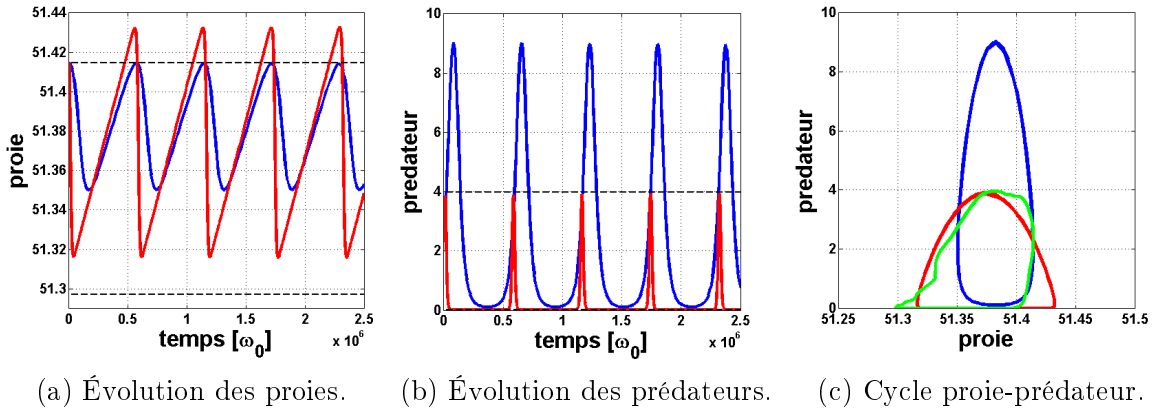 51.44
51.42
51.4
51.38
51.36
51.34
51.32
51.3
proie
0 0.5 1 1.5 2 2.5
temps [ω0]
x 10^6
(a) Évolution des proies.
10
8
6
4
2
0
predateur
0 0.5 1 1.5 2 2.5
temps [ω0]
x 10^6
(b) Évolution des prédateurs.
10
8
6
4
2
0
predateur
51.25 51.3 51.35 51.4 51.45 51.5
proie
(c) Cycle proie-prédateur.